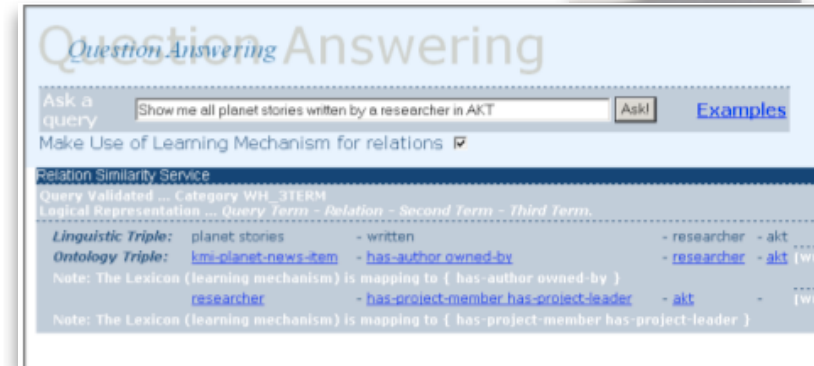 Question Answering
Question Answering
Ask a query
Show me all planet stories written by a researcher in AKT
Ask!
Examples
Make Use of Learning Mechanism for relations
Relation Similarity Service
Query Validated ... Category WH_3TERM
Logical Representation ... Query Term - Relation - Second Term - Third Term.
Linguistic Triple: planet stories - written - researcher - akt
Ontology Triple: kmi-planet-news-item - has-author owned-by - researcher - akt
Note: The Lexicon (learning mechanism) is mapping to { has-author owned-by }
researcher - has-project-member has-project-leader - akt -
Note: The Lexicon (learning mechanism) is mapping to { has-project-member has-project-leader }